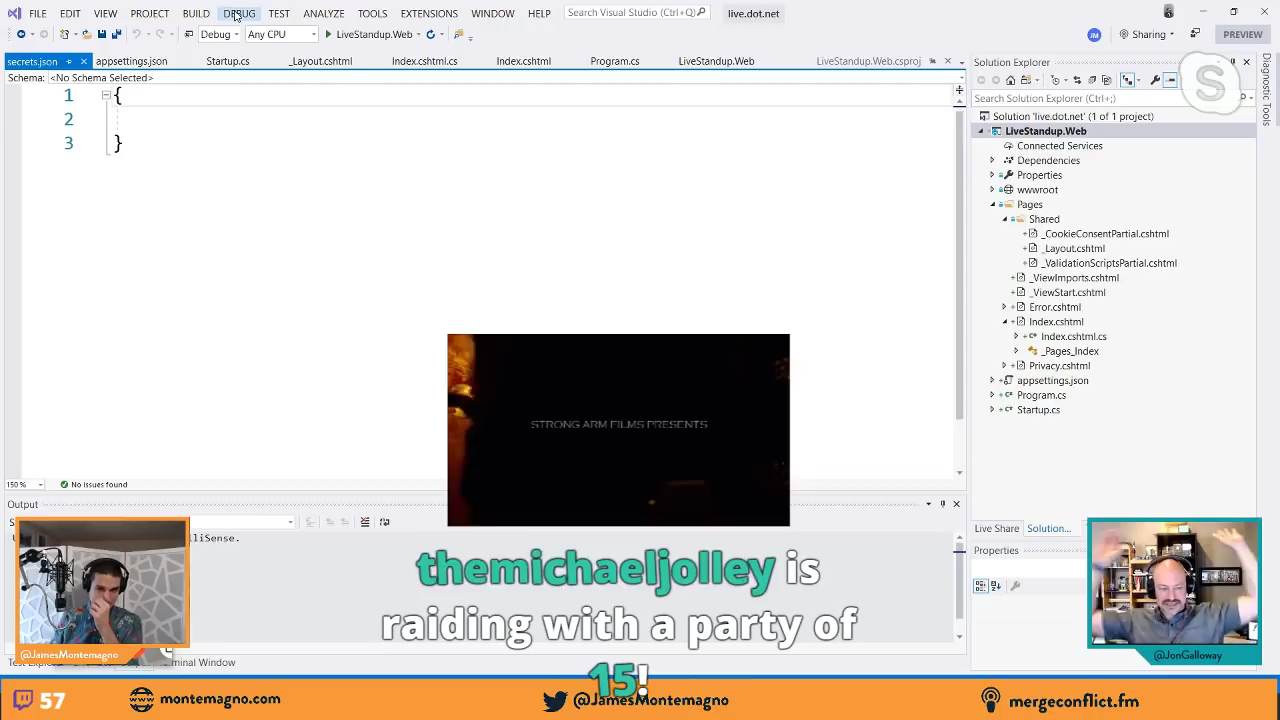 FILE EDIT VIEW PROJECT BUILD DEBUG TEST ANALYZE TOOLS EXTENSIONS WINDOW HELP Search Visual Studio (Ctrl+Q) live.dot.net
Debug Any CPU LiveStandup.Web JM Sharing PREVIEW
secrets.json appsettings.json Startup.cs _Layout.cshtml Index.cshtml.cs Index.cshtml Program.cs LiveStandup.Web LiveStandup.Web.csproj
Schema: <No Schema Selected>
1 {
2
3 }
150 % No issues found
Solution Explorer
Search Solution Explorer (Ctrl+;)
Solution 'live.dot.net' (1 of 1 project)
LiveStandup.Web
Connected Services
Dependencies
Properties
wwwroot
Pages
Shared
_CookieConsentPartial.cshtml
_Layout.cshtml
_ValidationScriptsPartial.cshtml
_ViewImports.cshtml
_ViewStart.cshtml
Error.cshtml
Index.cshtml
Index.cshtml.cs
_Pages_Index
Privacy.cshtml
appsettings.json
Program.cs
Startup.cs
Diagnostic Tools
Live Share Solution...
Properties
STRONG ARM FILMS PRESENTS
Output
themichaeljolley is
raiding with a party of
15!
@JamesMontemagno
@JonGalloway
57 montemagno.com @JamesMontemagno mergeconflict.fm